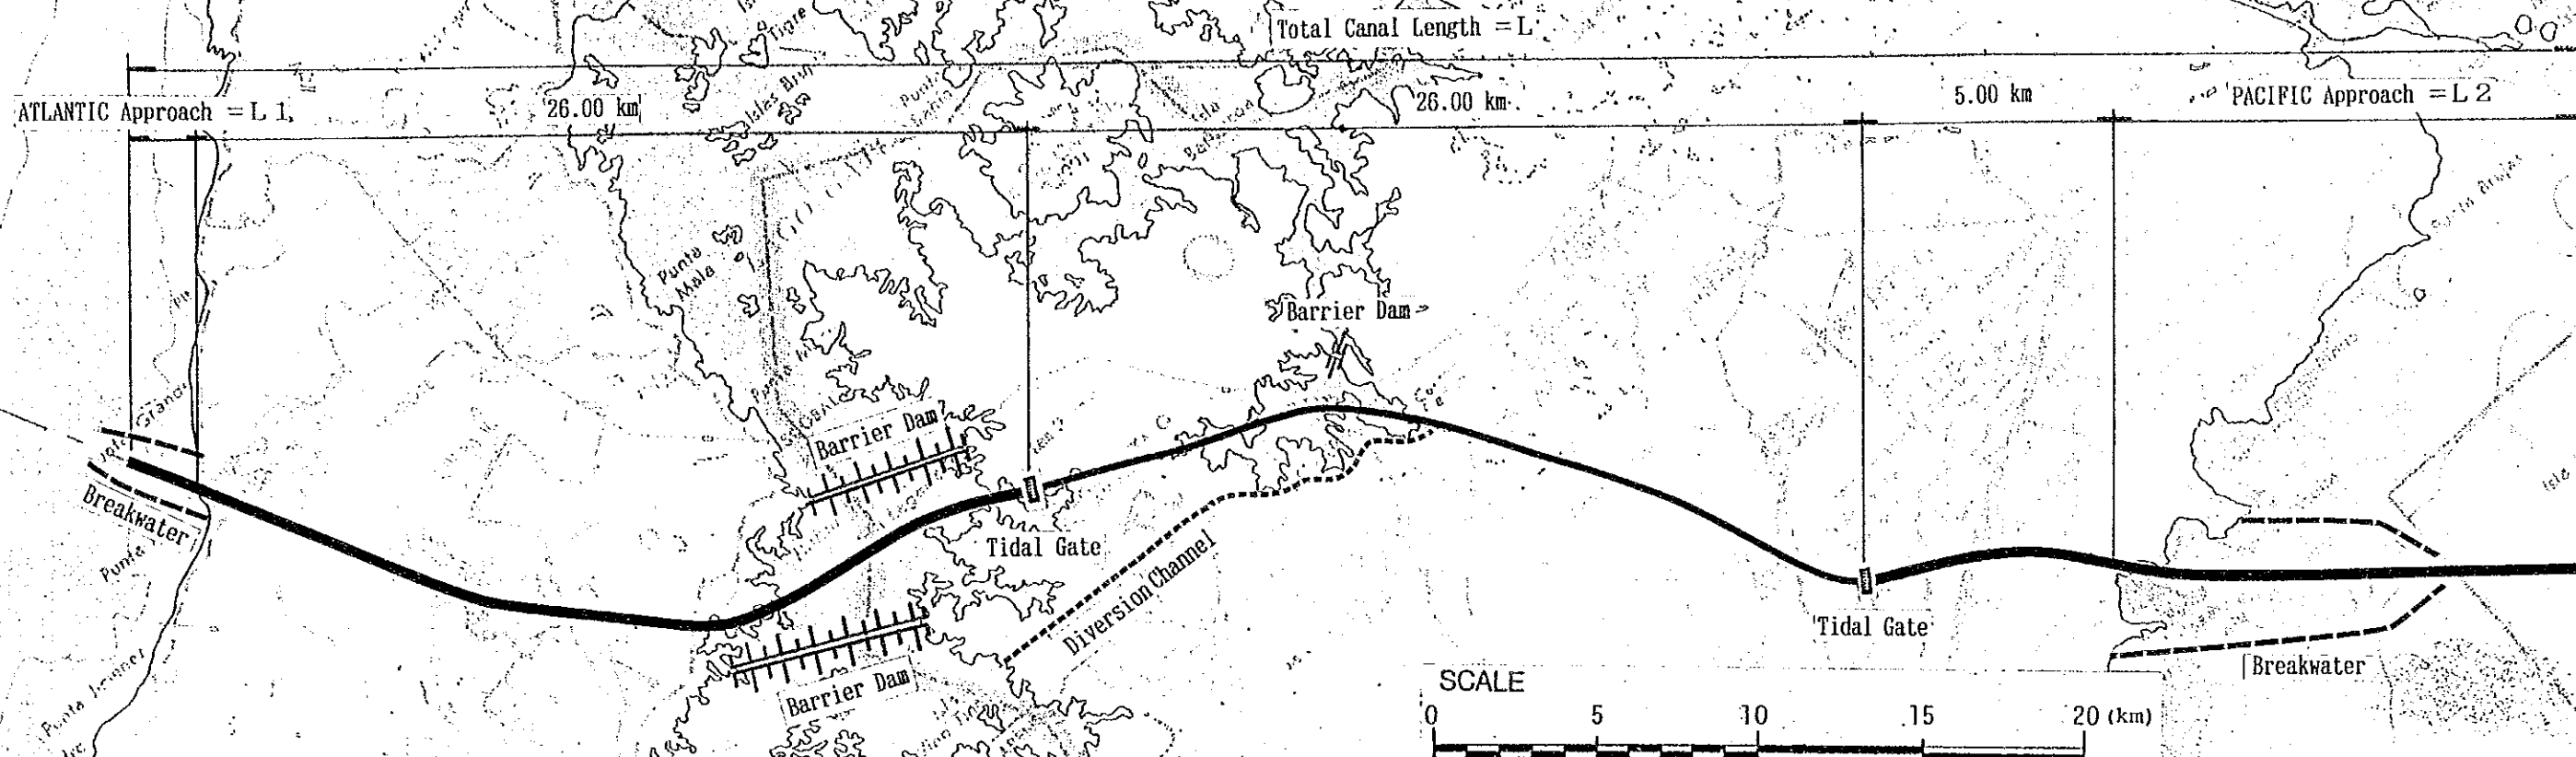 Total Canal Length = L
ATLANTIC Approach = L 1
26.00 km
26.00 km
5.00 km
PACIFIC Approach = L 2
Tigre
Punta
Mala
Barrier Dam
Barrier Dam
Breakwater
Punta
Tidal Gate
Diversion Channel
Tidal Gate
Barrier Dam
Breakwater
SCALE
0 5 10 15 20 (km)